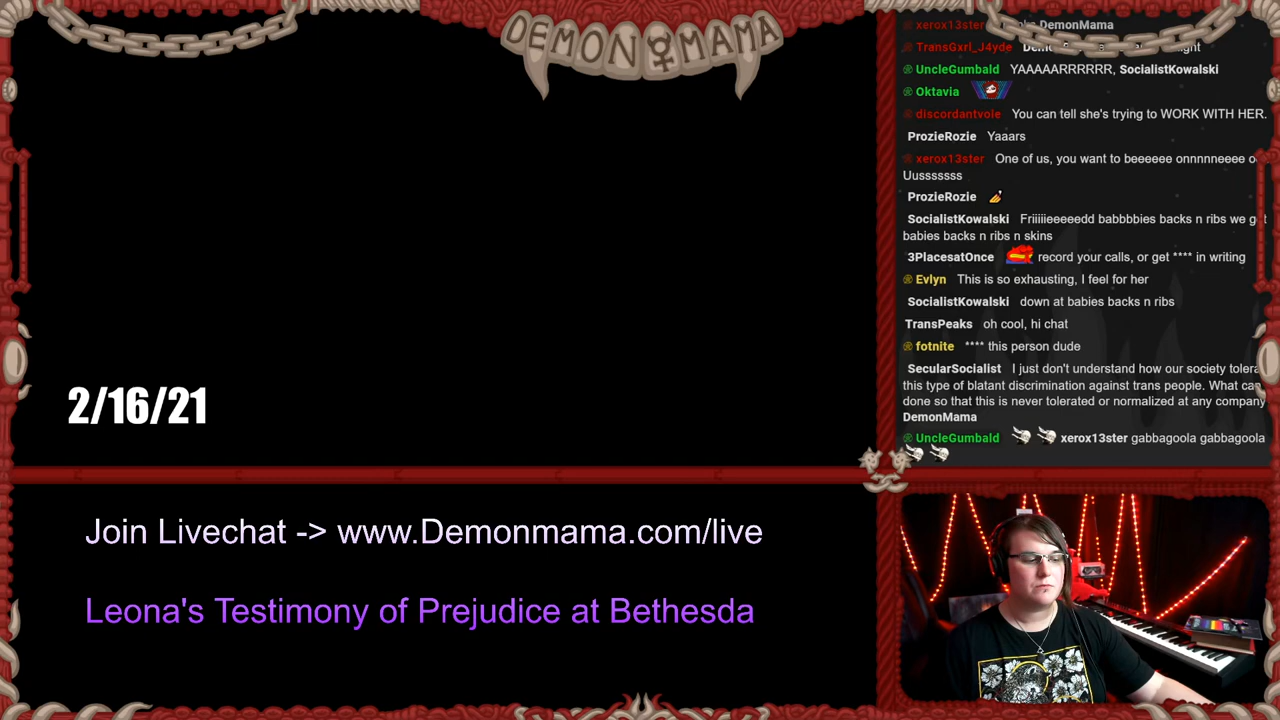 DEMON MAMA
2/16/21
Join Livechat -> www.Demonmama.com/live
Leona's Testimony of Prejudice at Bethesda
xerox13ster DemonMama
TransGxrl_J4yde
UncleGumbald YAAAAARRRRRR, SocialistKowalski
Oktavia
discordantvole You can tell she's trying to WORK WITH HER.
ProzieRozie Yaaars
xerox13ster One of us, you want to beeeeee onnnnneeee
Uusssssss
ProzieRozie
SocialistKowalski Friiiiieeeeedd babbbbies backs n ribs we
babies backs n ribs n skins
3PlacesatOnce record your calls, or get **** in writing
Evlyn This is so exhausting, I feel for her
SocialistKowalski down at babies backs n ribs
TransPeaks oh cool, hi chat
fotnite **** this person dude
SecularSocialist I just don't understand how our society
this type of blatant discrimination against trans people. What
done so that this is never tolerated or normalized at any company
DemonMama
UncleGumbald xerox13ster gabbagoola gabbagoola